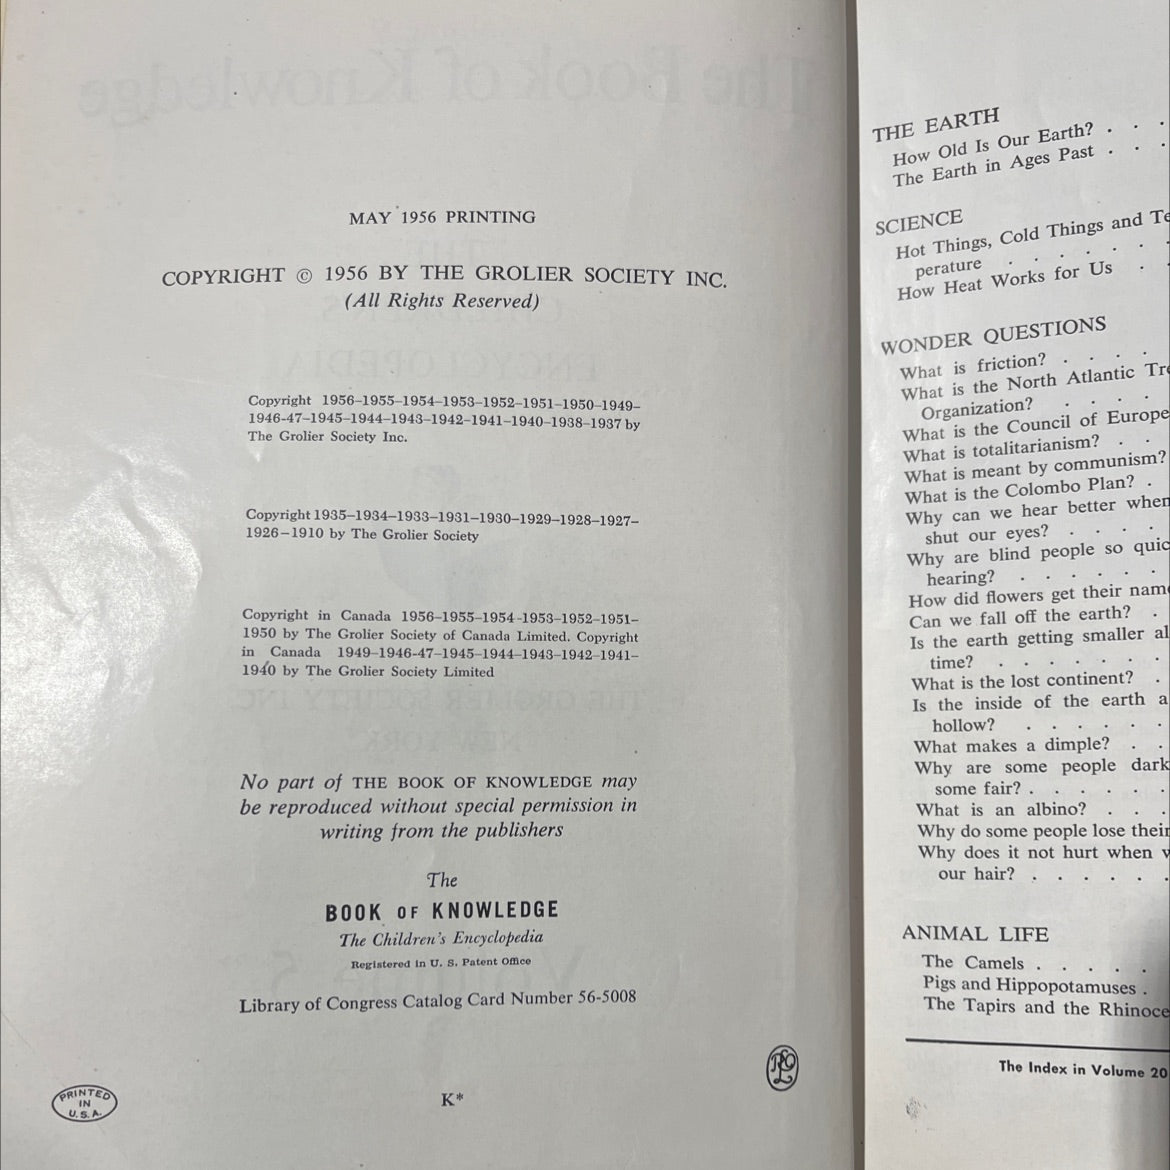 MAY 1956 PRINTING
COPYRIGHT © 1956 BY THE GROLIER SOCIETY INC.
(All Rights Reserved)
Copyright 1956–1955–1954–1953–1952–1951–1950–1949–
1946-47–1945–1944–1943–1942–1941–1940–1938–1937 by
The Grolier Society Inc.
Copyright 1935–1934–1933–1931–1930–1929–1928–1927–
1926–1910 by The Grolier Society
Copyright in Canada 1956–1955–1954–1953–1952–1951–
1950 by The Grolier Society of Canada Limited. Copyright
in Canada 1949–1946-47–1945–1944–1943–1942–1941–
1940 by The Grolier Society Limited
No part of THE BOOK OF KNOWLEDGE may
be reproduced without special permission in
writing from the publishers
The
BOOK OF KNOWLEDGE
The Children's Encyclopedia
Registered in U. S. Patent Office
Library of Congress Catalog Card Number 56-5008
PRINTED
IN
U.S.A.
K*
THE EARTH
How Old Is Our Earth? . . .
The Earth in Ages Past . . .
SCIENCE
Hot Things, Cold Things and Te
perature . . . . . .
How Heat Works for Us . .
WONDER QUESTIONS
What is friction? . . . .
What is the North Atlantic Tre
Organization? . . . .
What is the Council of Europe
What is totalitarianism? . .
What is meant by communism?
What is the Colombo Plan? .
Why can we hear better when
shut our eyes? . . . .
Why are blind people so quic
hearing? . . . . . .
How did flowers get their name
Can we fall off the earth? .
Is the earth getting smaller al
time? . . . . . . .
What is the lost continent? .
Is the inside of the earth a
hollow? . . . . . .
What makes a dimple? . .
Why are some people dark
some fair? . . . . . .
What is an albino? . . .
Why do some people lose their
Why does it not hurt when w
our hair? . . . . . .
ANIMAL LIFE
The Camels . . . . .
Pigs and Hippopotamuses .
The Tapirs and the Rhinoce
The Index in Volume 20